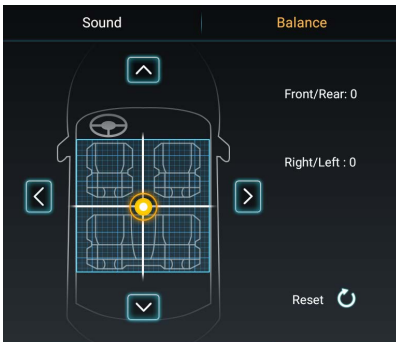 Sound
Balance
Front/Rear: 0
Right/Left : 0
Reset